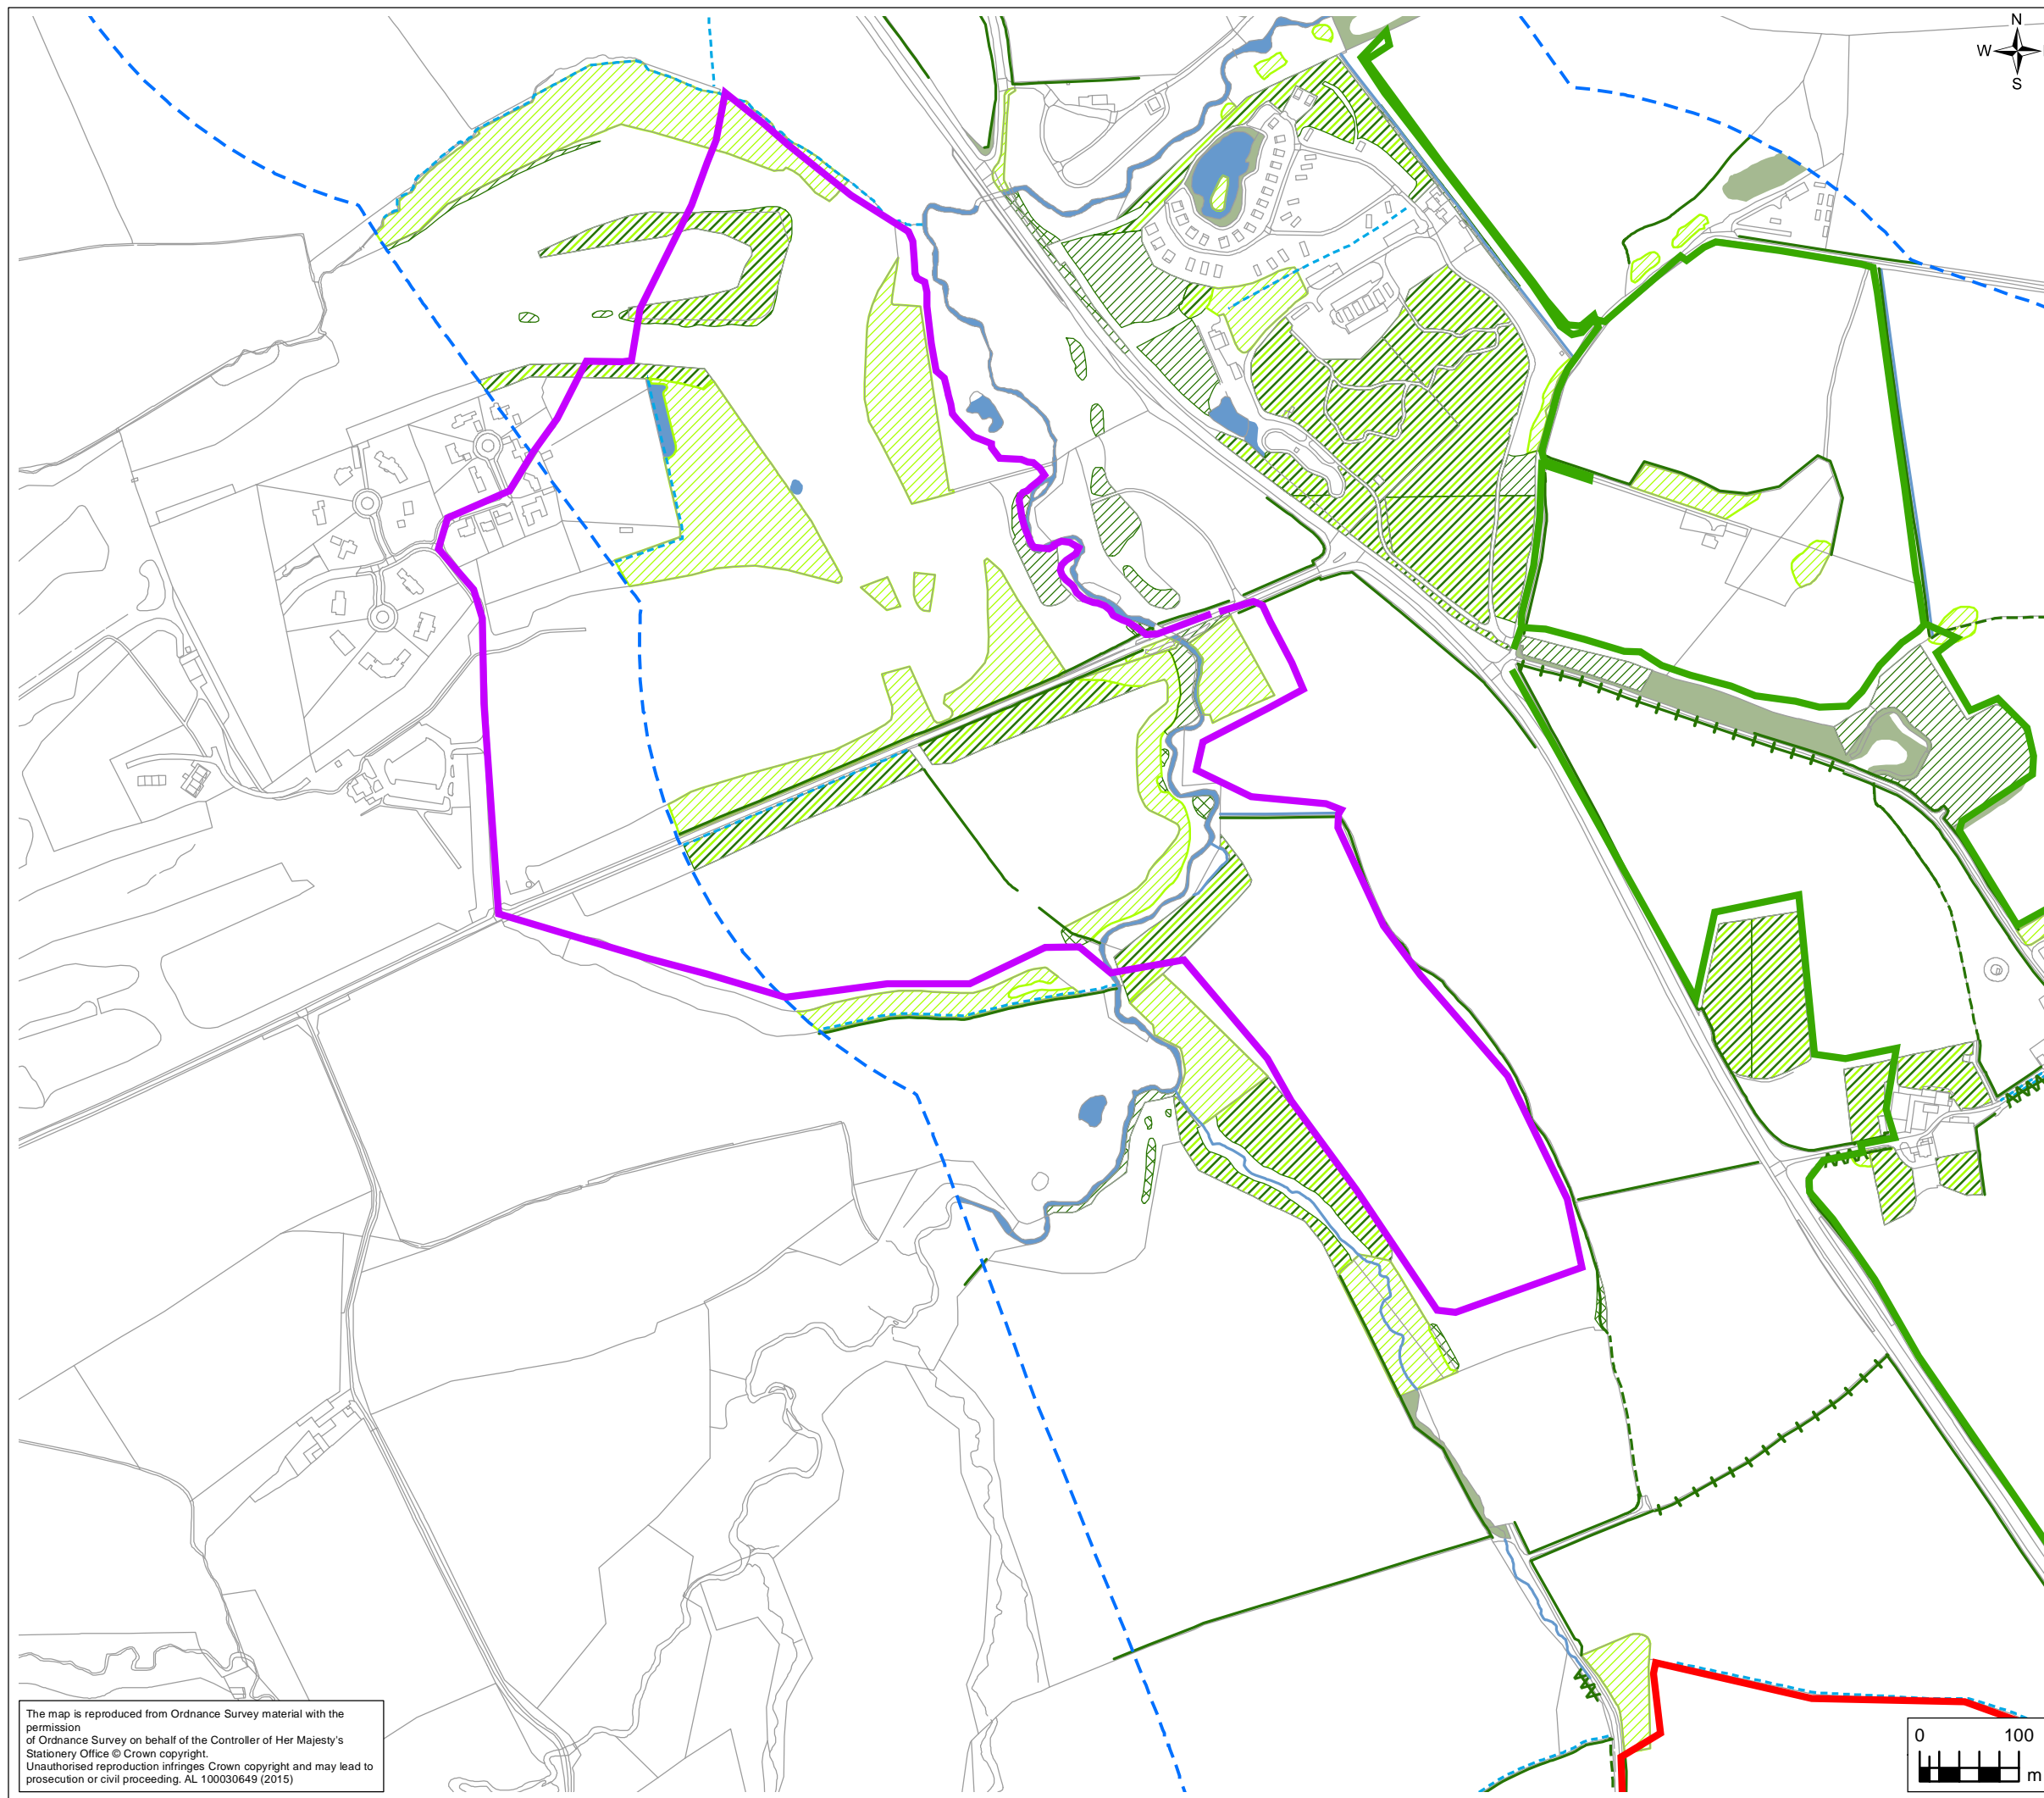 N
W
S
The map is reproduced from Ordnance Survey material with the
permission
of Ordnance Survey on behalf of the Controller of Her Majesty's
Stationery Office © Crown copyright.
Unauthorised reproduction infringes Crown copyright and may lead to
prosecution or civil proceeding. AL 100030649 (2015)
0 100
m